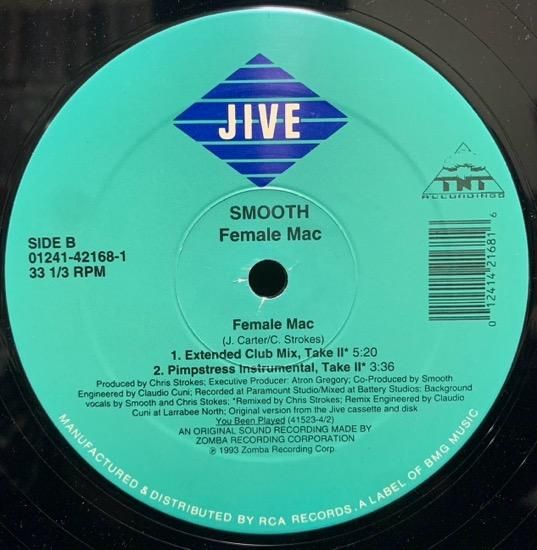 JIVE
TNT
RECORDINGS
SMOOTH
Female Mac
SIDE B
01241-42168-1
33 1/3 RPM
0 12414 21681 6
Female Mac
(J. Carter/C. Strokes)
1. Extended Club Mix, Take II* 5:20
2. Pimpstress Instrumental, Take II* 3:36
Produced by Chris Strokes; Executive Producer: Atron Gregory; Co-Produced by Smooth
Engineered by Claudio Cuni; Recorded at Paramount Studio/Mixed at Battery Studios; Background
vocals by Smooth and Chris Stokes; *Remixed by Chris Strokes; Remix Engineered by Claudio
Cuni at Larrabee North; Original version from the Jive cassette and disk
You Been Played (41523-4/2)
AN ORIGINAL SOUND RECORDING MADE BY
ZOMBA RECORDING CORPORATION
℗ 1993 Zomba Recording Corp.
MANUFACTURED & DISTRIBUTED BY RCA RECORDS, A LABEL OF BMG MUSIC